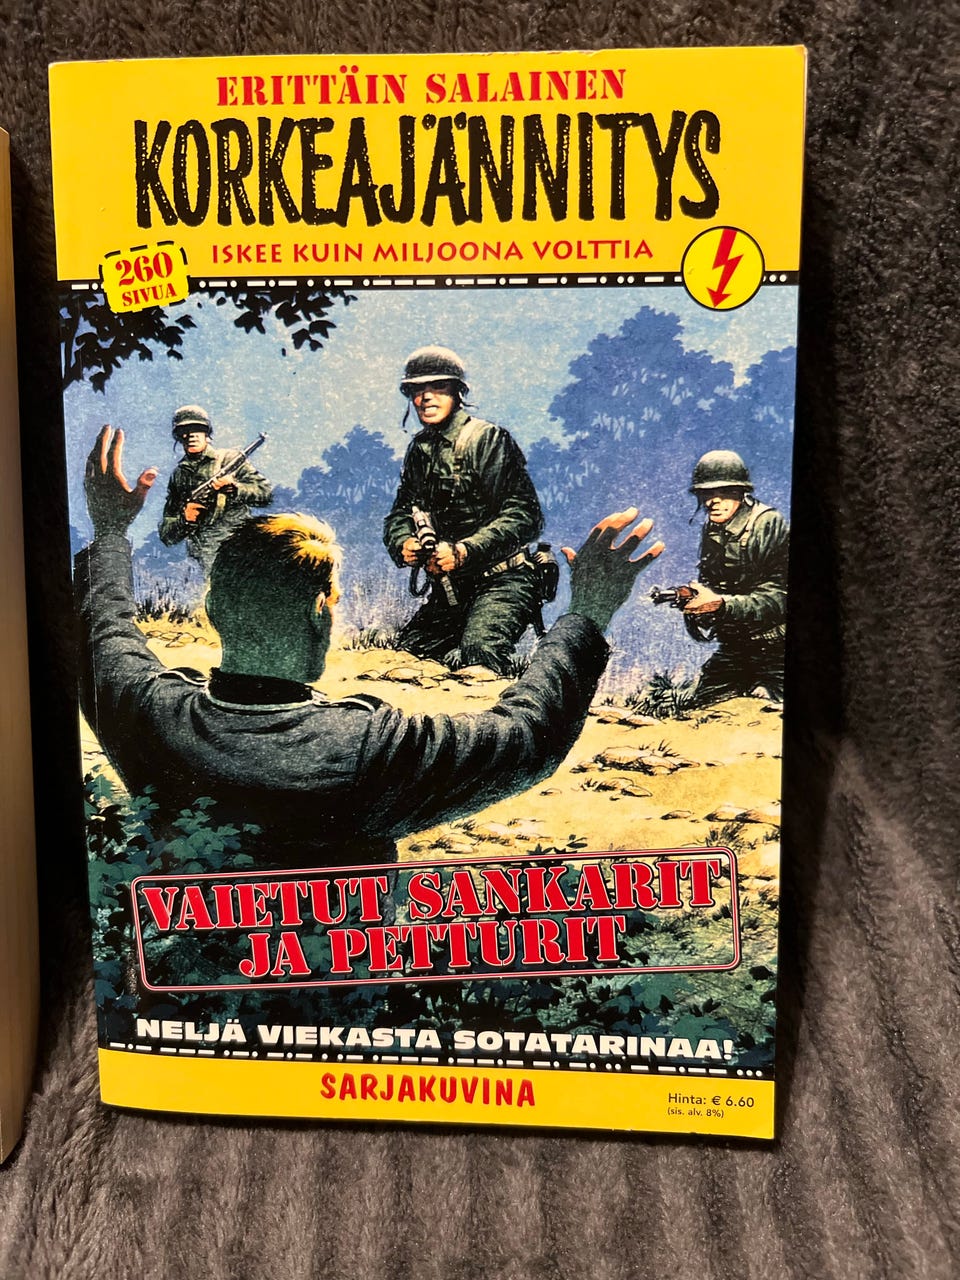 ERITTÄIN SALAINEN
KORKEAJÄNNITYS
ISKEE KUIN MILJOONA VOLTTIA
260
SIVUA
VAIETUT SANKARIT
JA PETTURIT
NELJÄ VIEKASTA SOTATARINAA!
SARJAKUVINA
Hinta: € 6.60
(sis. alv. 8%)